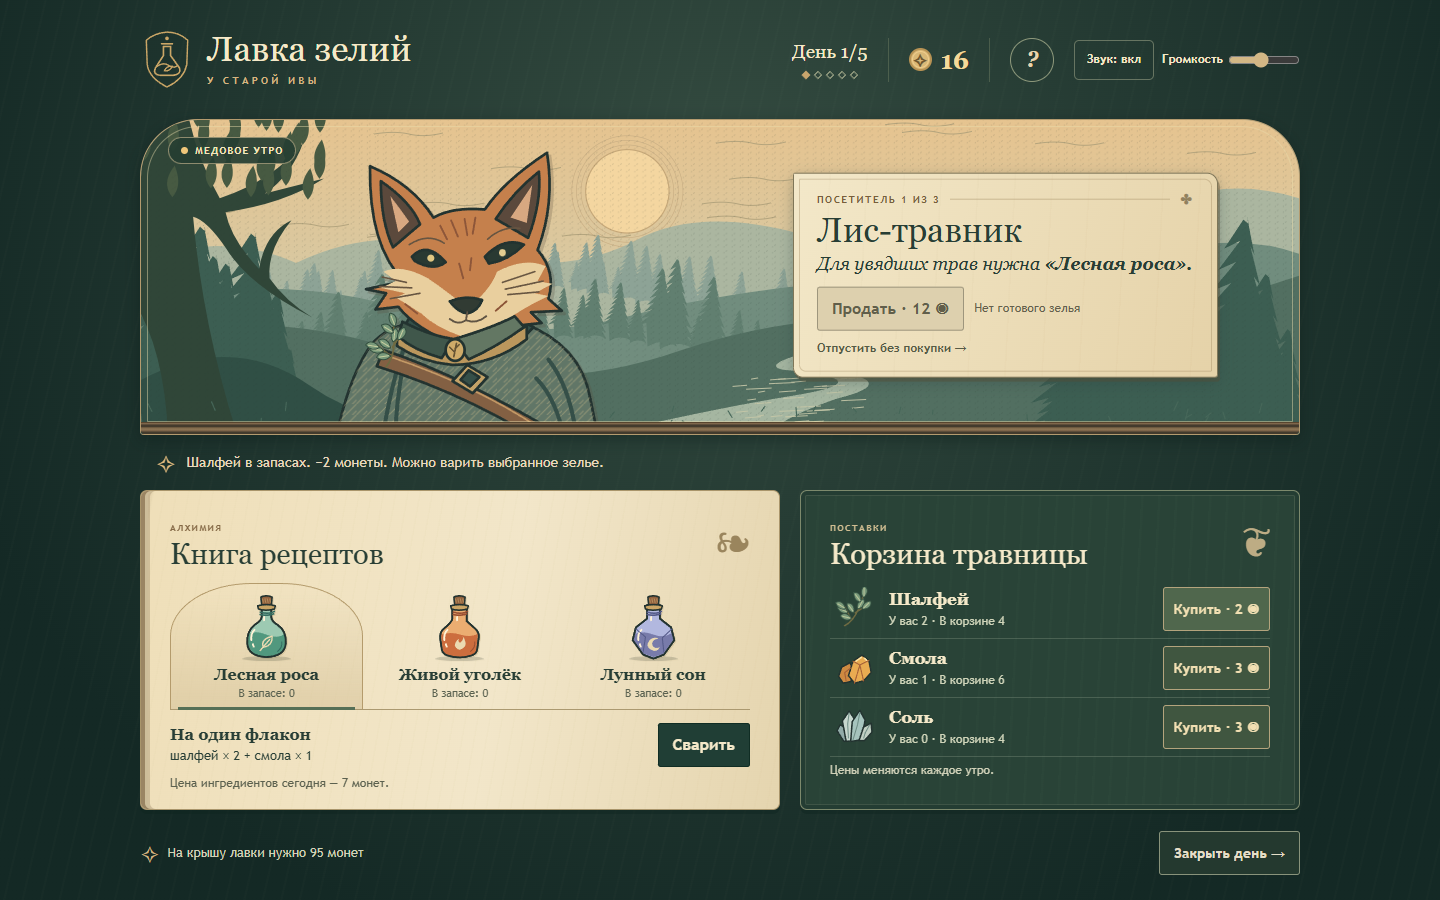 Лавка зелий
У СТАРОЙ ИВЫ
День 1/5
16
?
Звук: вкл
Громкость
МЕДОВОЕ УТРО
ПОСЕТИТЕЛЬ 1 ИЗ 3
Лис-травник
Для увядших трав нужна «Лесная роса».
Продать · 12
Нет готового зелья
Отпустить без покупки →
Шалфей в запасах. −2 монеты. Можно варить выбранное зелье.
АЛХИМИЯ
Книга рецептов
Лесная роса
В запасе: 0
Живой уголёк
В запасе: 0
Лунный сон
В запасе: 0
На один флакон
шалфей × 2 + смола × 1
Сварить
Цена ингредиентов сегодня — 7 монет.
ПОСТАВКИ
Корзина травницы
Шалфей
У вас 2 · В корзине 4
Купить · 2
Смола
У вас 1 · В корзине 6
Купить · 3
Соль
У вас 0 · В корзине 4
Купить · 3
Цены меняются каждое утро.
На крышу лавки нужно 95 монет
Закрыть день →